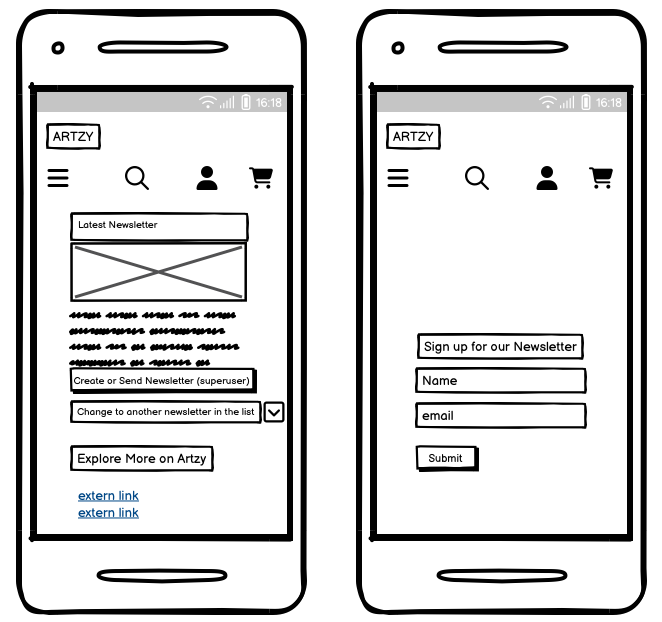 16:18
ARTZY
Latest Newsletter
Create or Send Newsletter (superuser)
Change to another newsletter in the list
Explore More on Artzy
extern link
extern link
16:18
ARTZY
Sign up for our Newsletter
Name
email
Submit